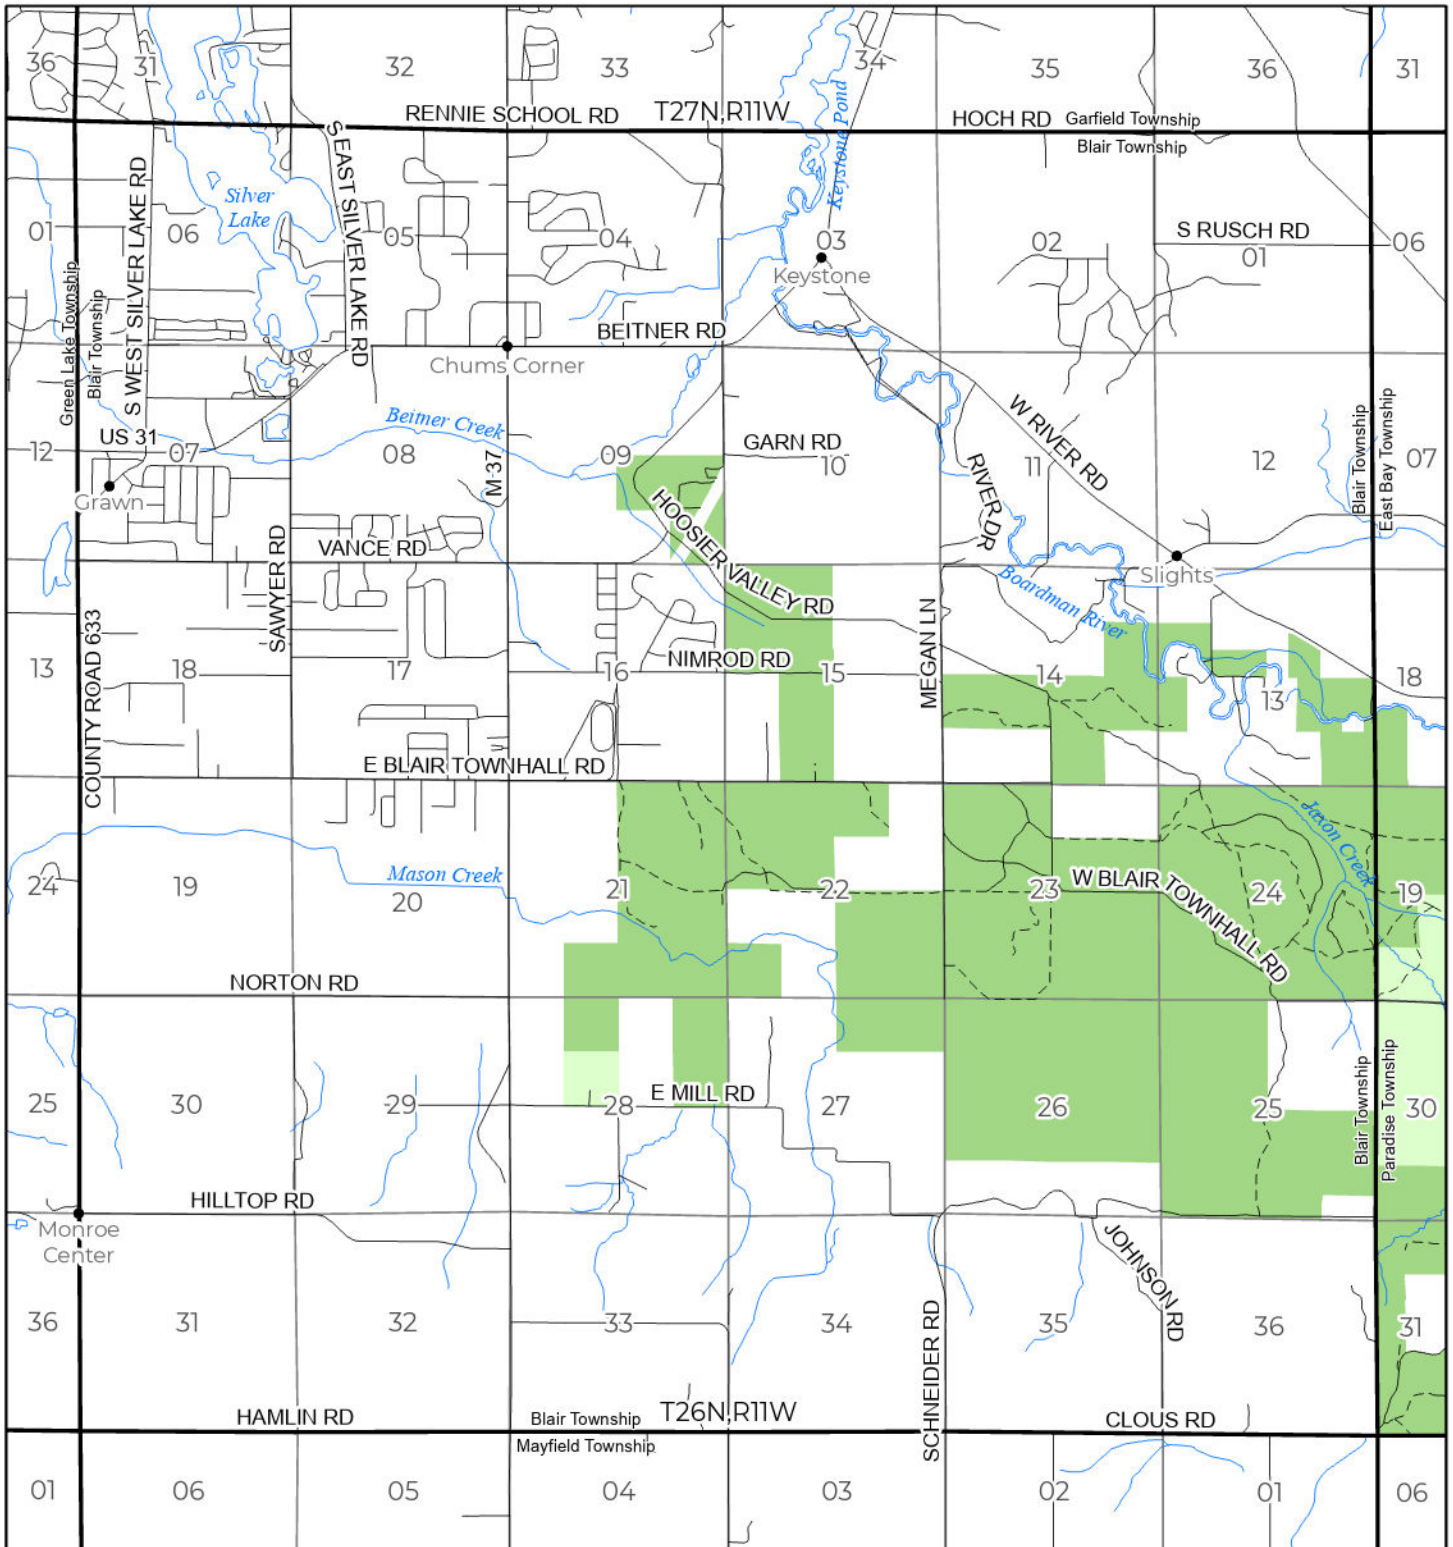 36
31
32
33
34
35
36
31
RENNIE SCHOOL RD
T27N,R11W
HOCH RD
Garfield Township
Blair Township
Keystone Pond
S WEST SILVER LAKE RD
S EAST SILVER LAKE RD
Silver
Lake
01
06
05
04
03
02
S RUSCH RD
01
06
Keystone
Green Lake Township
Blair Township
BEITNER RD
Chums Corner
Beitner Creek
US 31
12
07
08
M-37
09
GARN RD
10
11
W RIVER RD
12
Blair Township
East Bay Township
07
Grawn
RIVER DR
HOOSIER VALLEY RD
VANCE RD
SAWYER RD
Slights
Boardman River
COUNTY ROAD 633
MEGAN LN
13
18
17
16
NIMROD RD
15
14
13
18
E BLAIR TOWNHALL RD
Jaxon Creek
Mason Creek
24
19
20
21
22
23
W BLAIR TOWNHALL RD
24
19
NORTON RD
25
30
29
28
E MILL RD
27
26
25
Blair Township
Paradise Township
30
HILLTOP RD
Monroe
Center
JOHNSON RD
36
31
32
33
34
SCHNEIDER RD
35
36
31
HAMLIN RD
Blair Township
T26N,R11W
CLOUS RD
Mayfield Township
01
06
05
04
03
02
01
06